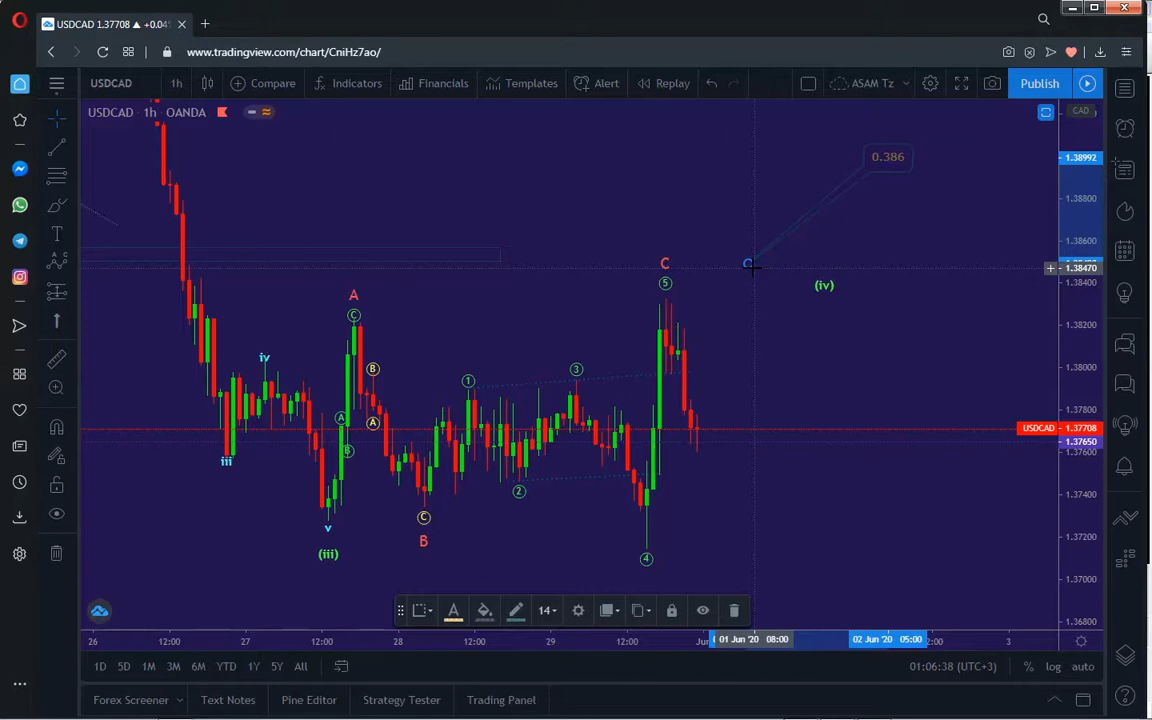 USDCAD 1.37708 ▲ +0.04
www.tradingview.com/chart/CniHz7ao/
USDCAD 1h Compare Indicators Financials Templates Alert Replay ASAM Tz Publish
USDCAD 1h OANDA
CAD
1.38992
1.38800
1.38600
1.38470
1.38400
1.38200
1.38000
1.37800
USDCAD 1.37708
1.37650
1.37600
1.37400
1.37200
1.37000
1.36800
0.386
C
(iv)
5
A
C
iv
B
1
3
A
A
B
iii
2
C
v
B
(iii)
4
14
26 12:00 27 12:00 28 12:00 29 12:00 Jun 01 Jun '20 08:00 02 Jun '20 05:00 2:00 3
1D 5D 1M 3M 6M YTD 1Y 5Y All 01:06:38 (UTC+3) % log auto
Forex Screener Text Notes Pine Editor Strategy Tester Trading Panel